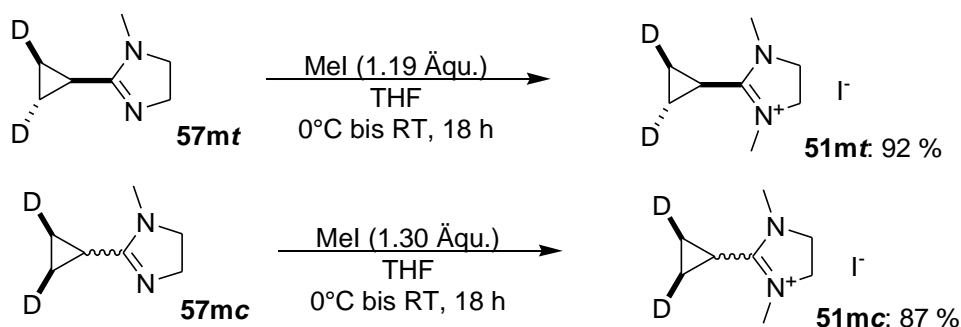 D
N
MeI (1.19 Äqu.)
THF
0°C bis RT, 18 h
N
D
57mt
D
N
N+
D
I-
51mt: 92 %
D
N
MeI (1.30 Äqu.)
THF
0°C bis RT, 18 h
N
D
57mc
D
N
N+
D
I-
51mc: 87 %